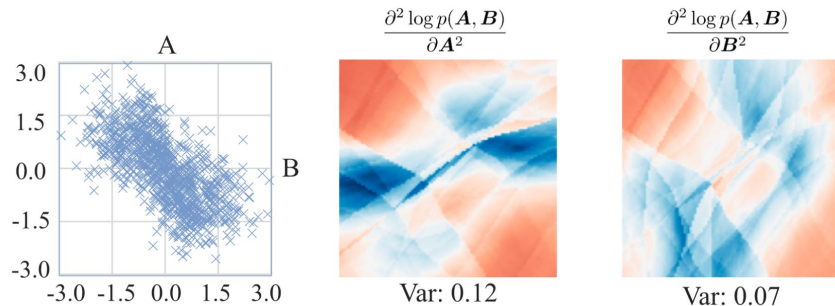 A
3.0
1.5
0.0
-1.5
-3.0
B
-3.0 -1.5 0.0 1.5 3.0
∂² log p(A, B)
∂A²
Var: 0.12
∂² log p(A, B)
∂B²
Var: 0.07